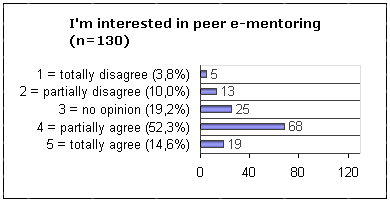 I'm interested in peer e-mentoring
(n=130)
1 = totally disagree (3,8%) 5
2 = partially disagree (10,0%) 13
3 = no opinion (19,2%) 25
4 = partially agree (52,3%) 68
5 = totally agree (14,6%) 19
0 40 80 120